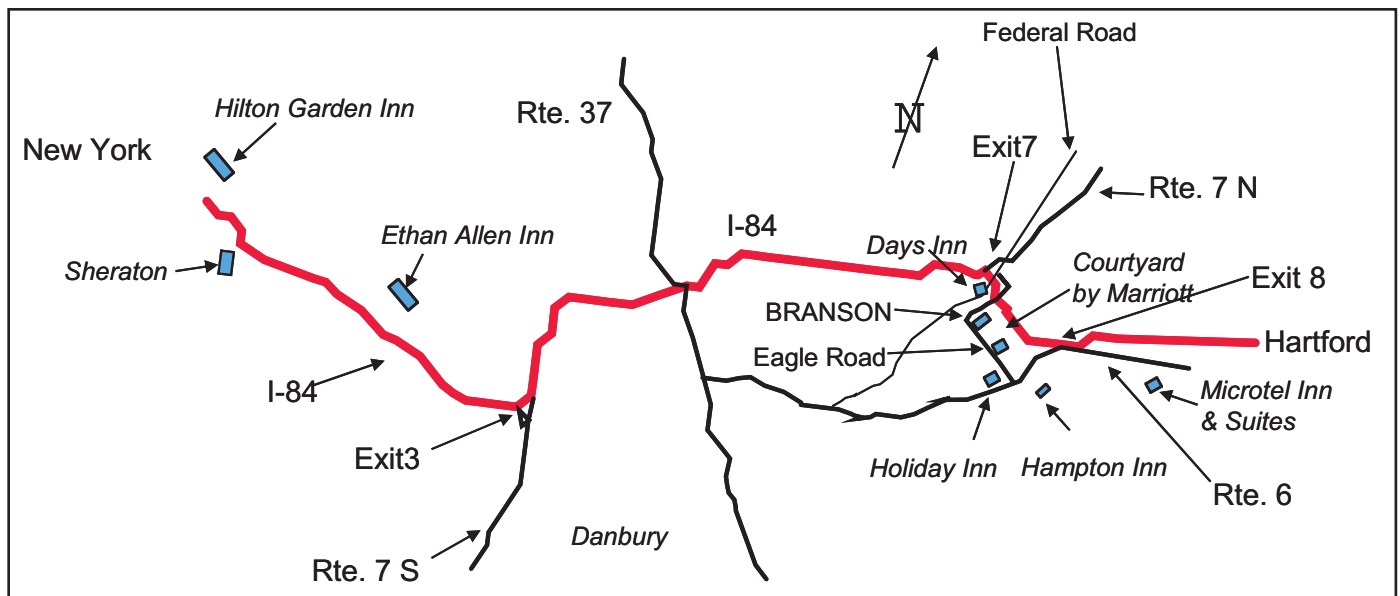 Federal Road
Hilton Garden Inn
Rte. 37
N
New York
Exit7
Rte. 7 N
I-84
Ethan Allen Inn
Days Inn
Sheraton
Courtyard
by Marriott
Exit 8
BRANSON
Hartford
Eagle Road
I-84
Microtel Inn
& Suites
Exit3
Holiday Inn
Hampton Inn
Rte. 6
Danbury
Rte. 7 S